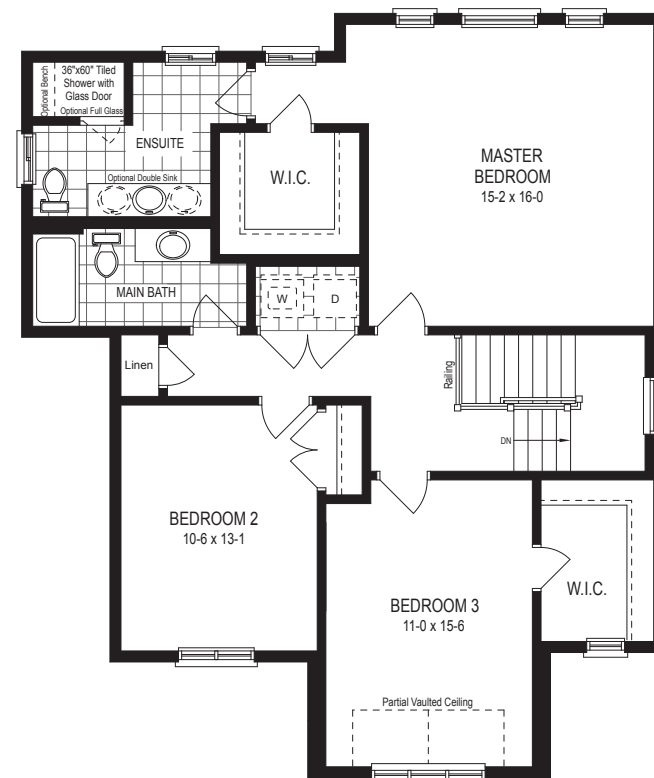 Optional Bench
36"x60" Tiled
Shower with
Glass Door
Optional Full Glass
ENSUITE
Optional Double Sink
W.I.C.
MASTER
BEDROOM
15-2 x 16-0
MAIN BATH
W
D
Linen
Railing
DN
BEDROOM 2
10-6 x 13-1
BEDROOM 3
11-0 x 15-6
W.I.C.
Partial Vaulted Ceiling